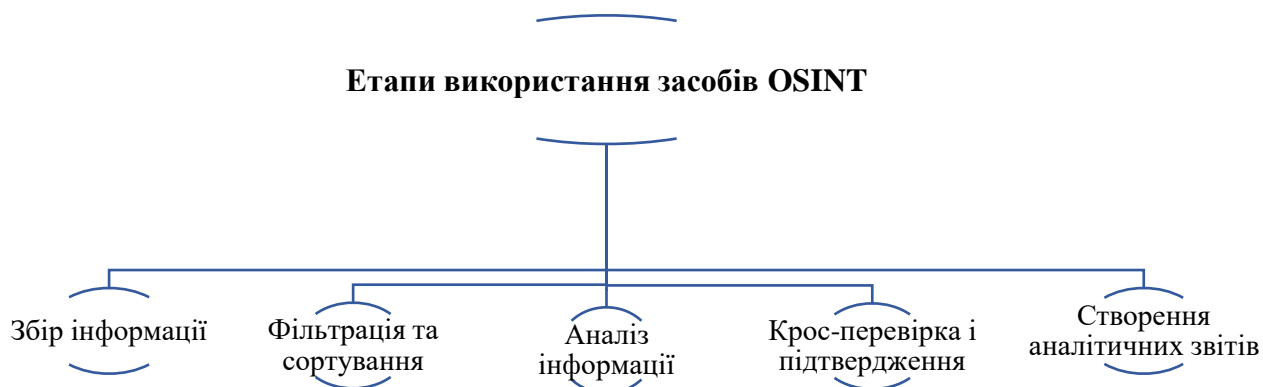 Етапи використання засобів OSINT
Збір інформації
Фільтрація та
сортування
Аналіз
інформації
Крос-перевірка і
підтвердження
Створення
аналітичних звітів